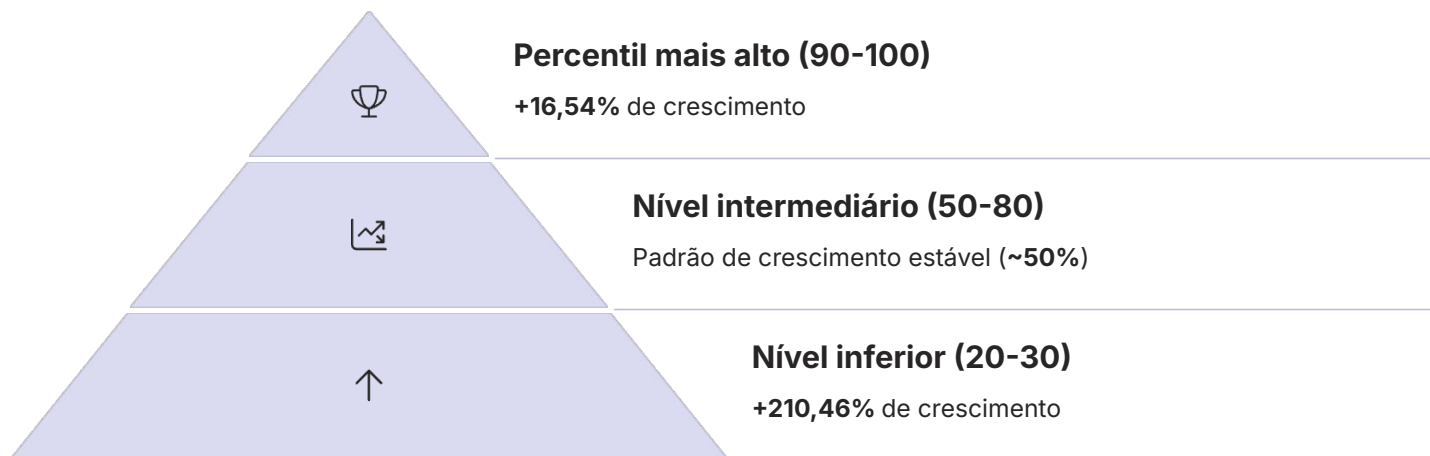 Percentil mais alto (90-100)
+16,54% de crescimento
Nível intermediário (50-80)
Padrão de crescimento estável (~50%)
Nível inferior (20-30)
+210,46% de crescimento